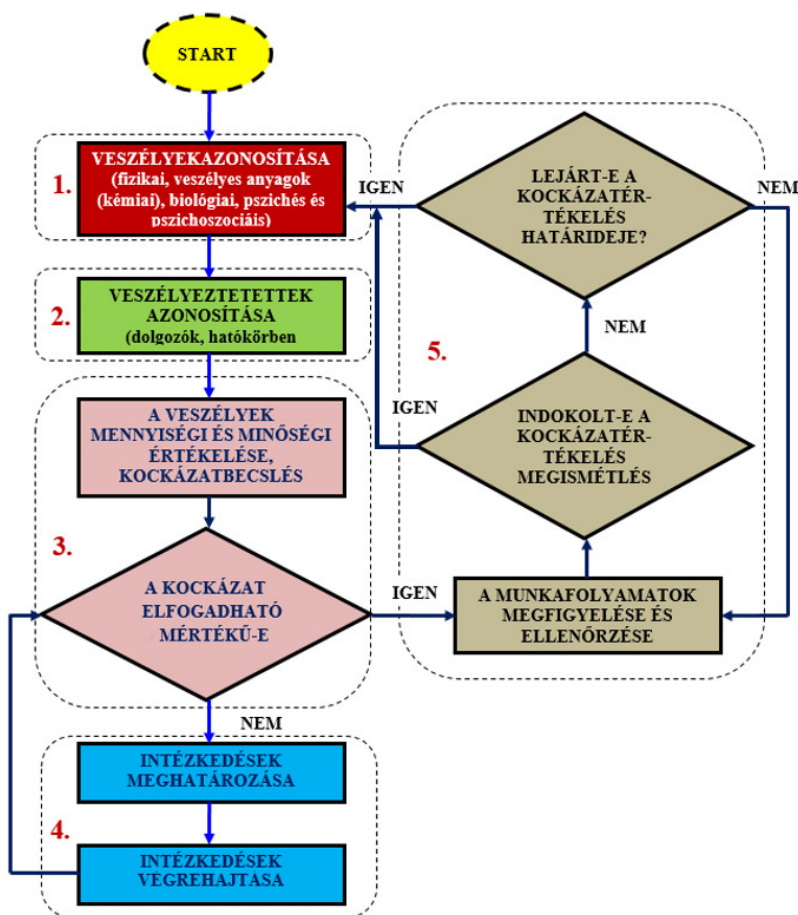 START
1.
VESZÉLYEKAZONOSÍTÁSA
(fizikai, veszélyes anyagok
(kémiai), biológiai, pszichés és
pszichoszociáis)
2.
VESZÉLYEZTETETTEK
AZONOSÍTÁSA
(dolgozók, hatókörben
3.
A VESZÉLYEK
MENNYISÉGI ÉS MINŐSÉGI
ÉRTÉKELÉSE,
KOCKÁZATBECSLÉS
A KOCKÁZAT
ELFOGADHATÓ
MÉRTÉKŰ-E
IGEN
NEM
4.
INTÉZKEDÉSEK
MEGHATÁROZÁSA
INTÉZKEDÉSEK
VÉGREHAJTÁSA
5.
A MUNKAFOLYAMATOK
MEGFIGYELÉSE ÉS
ELLENŐRZÉSE
INDOKOLT-E A
KOCKÁZATÉR-
TÉKELÉS
MEGISMÉTLÉS
IGEN
NEM
LEJÁRT-E A
KOCKÁZATÉR-
TÉKELÉS
HATÁRIDEJE?
IGEN
NEM